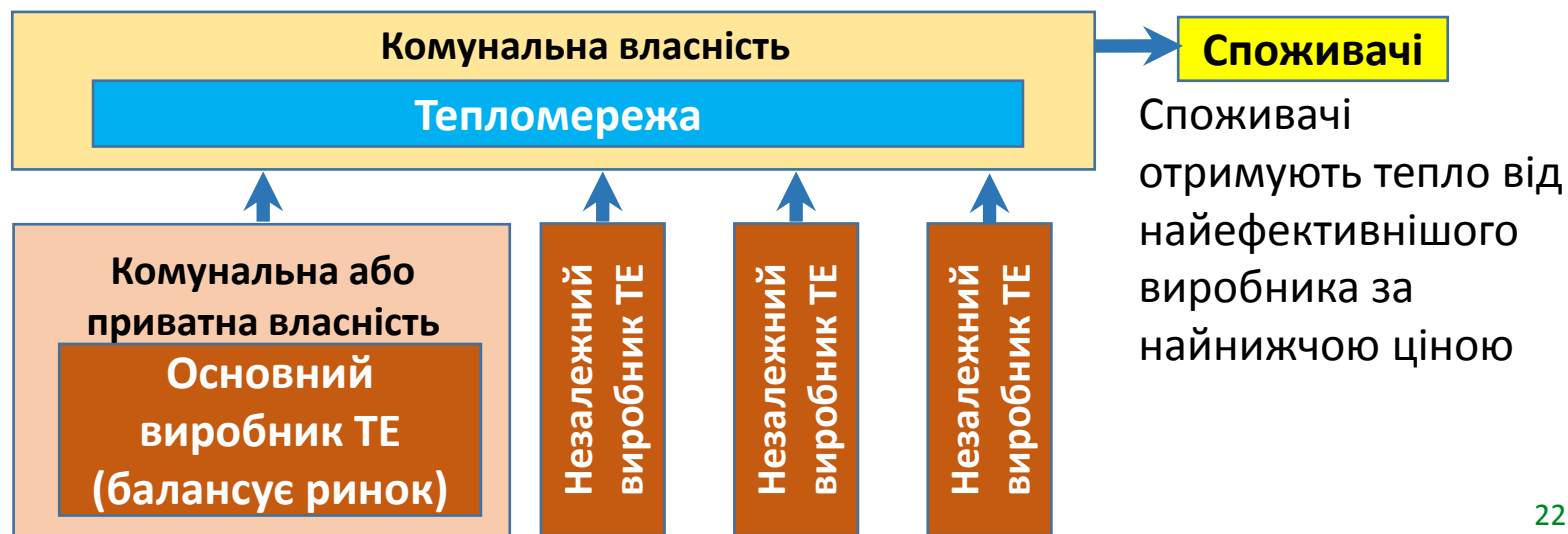 Комунальна власність
Тепломережа
Споживачі
Споживачі
отримують тепло від
найефективнішого
виробника за
найнижчою ціною
Комунальна або
приватна власність
Основний
виробник ТЕ
(балансує ринок)
Незалежний
виробник ТЕ
Незалежний
виробник ТЕ
Незалежний
виробник ТЕ
22